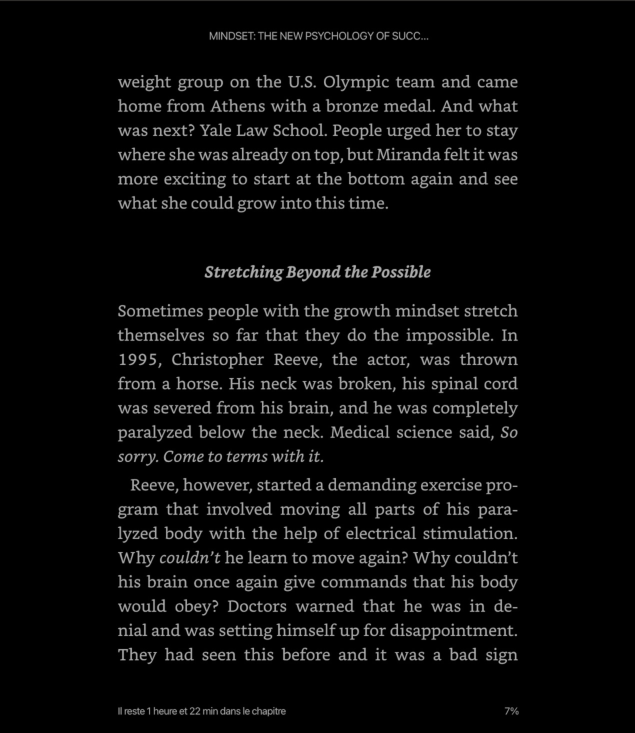 MINDSET: THE NEW PSYCHOLOGY OF SUCC...
weight group on the U.S. Olympic team and came
home from Athens with a bronze medal. And what
was next? Yale Law School. People urged her to stay
where she was already on top, but Miranda felt it was
more exciting to start at the bottom again and see
what she could grow into this time.
Stretching Beyond the Possible
Sometimes people with the growth mindset stretch
themselves so far that they do the impossible. In
1995, Christopher Reeve, the actor, was thrown
from a horse. His neck was broken, his spinal cord
was severed from his brain, and he was completely
paralyzed below the neck. Medical science said, So
sorry. Come to terms with it.
Reeve, however, started a demanding exercise pro-
gram that involved moving all parts of his para-
lyzed body with the help of electrical stimulation.
Why couldn't he learn to move again? Why couldn't
his brain once again give commands that his body
would obey? Doctors warned that he was in de-
nial and was setting himself up for disappointment.
They had seen this before and it was a bad sign
Il reste 1 heure et 22 min dans le chapitre
7%